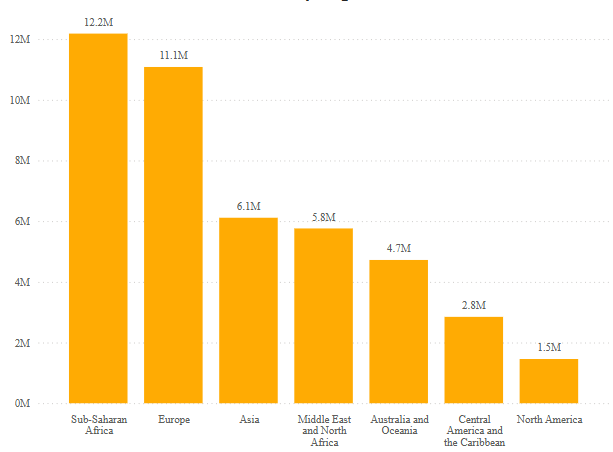 12.2M
12M
11.1M
10M
8M
6.1M
6M
5.8M
4.7M
4M
2.8M
2M
1.5M
0M
Sub-Saharan
Africa
Europe
Asia
Middle East
and North
Africa
Australia and
Oceania
Central
America and
the Caribbean
North America